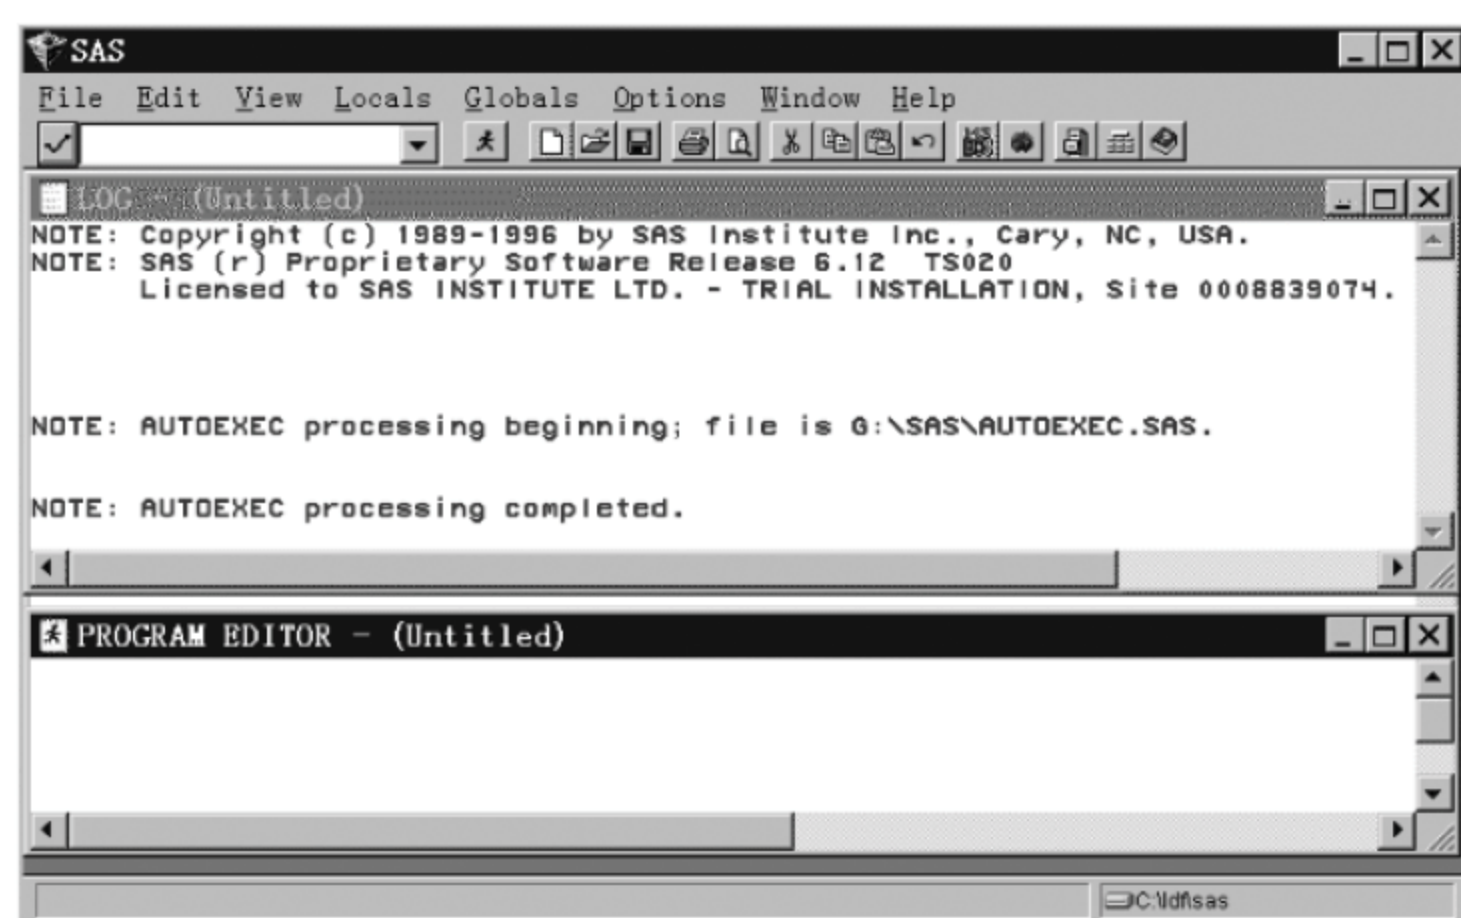 SAS
File Edit View Locals Globals Options Window Help
LOG - (Untitled)
NOTE: Copyright (c) 1989-1996 by SAS Institute Inc., Cary, NC, USA.
NOTE: SAS (r) Proprietary Software Release 6.12 TS020
Licensed to SAS INSTITUTE LTD. - TRIAL INSTALLATION, Site 0008839074.
NOTE: AUTOEXEC processing beginning; file is G:\SAS\AUTOEXEC.SAS.
NOTE: AUTOEXEC processing completed.
PROGRAM EDITOR - (Untitled)
C:\ldf\sas